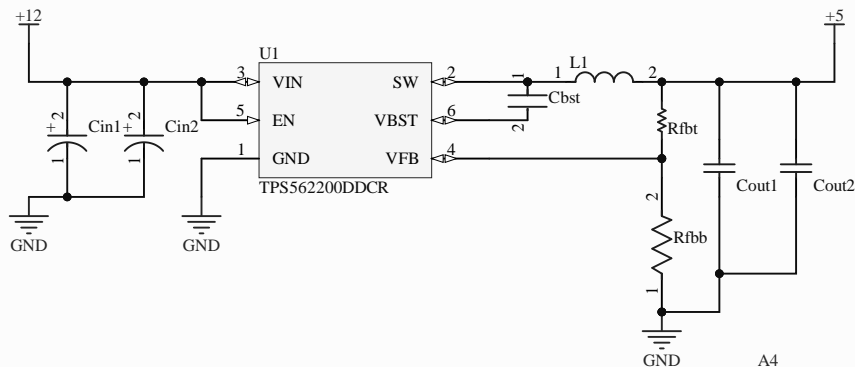 +12
+5
U1
3 VIN SW 2
1
1 L1 2
Cbst
+ 2 Cin1
+ 2 Cin2
5 EN VBST 6
2
Rfbt
1
1
1 GND VFB 4
TPS562200DDCR
Cout1
Cout2
2
Rfbb
1
GND
GND
GND
A4